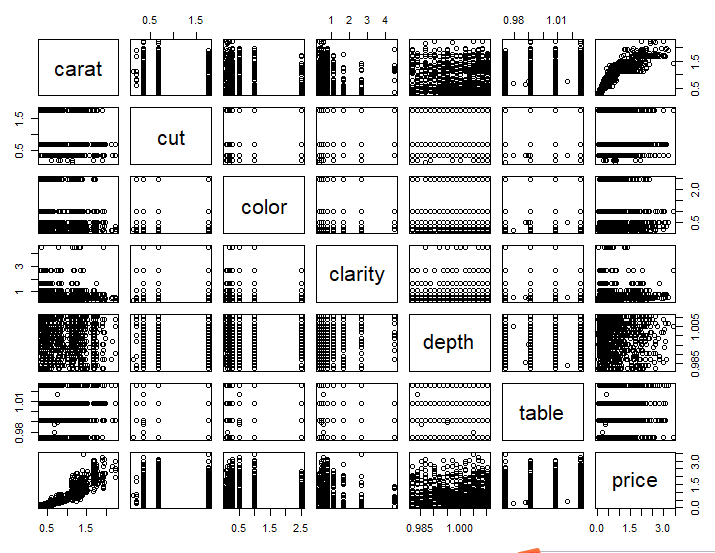 0.5 1.5 1 2 3 4 0.98 1.01
carat 0.5 1.5
0.5 1.5 cut
color 0.5 2.0
1 3 clarity
depth 0.985 1.005
0.98 1.01 table
price 0.0 1.5 3.0
0.5 1.5 0.5 1.5 2.5 0.985 1.000 0.0 1.5 3.0